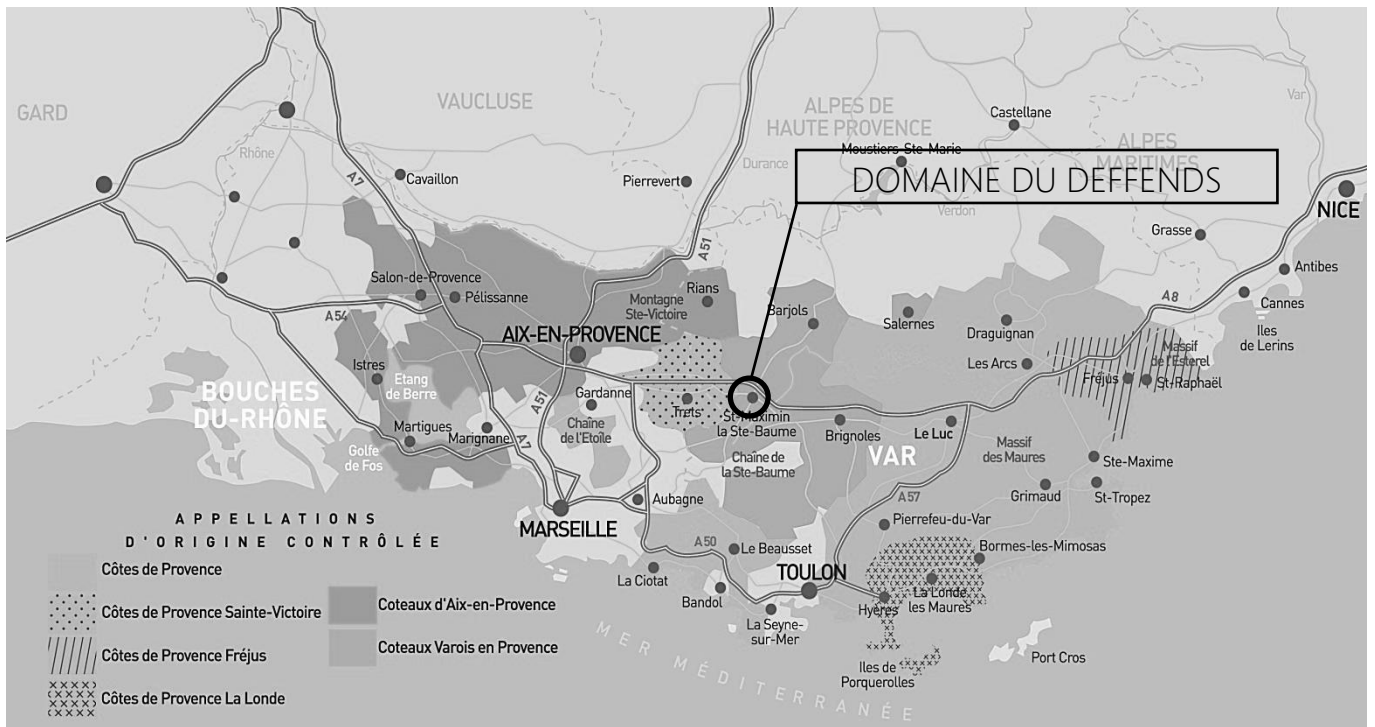 GARD
VAUCLUSE
ALPES DE
HAUTE PROVENCE
Castellane
Var
ALPES
MARITIMES
Rhône
A7
Cavaillon
Pierrevert
Durance
Moustiers-Ste-Marie
DOMAINE DU DEFFENDS
Verdon
NICE
Grasse
Antibes
Cannes
Iles
de Lerins
A51
Salon-de-Provence
Pélissanne
Rians
Montagne
Ste-Victoire
Barjols
Salernes
Draguignan
A8
A54
AIX-EN-PROVENCE
Les Arcs
Massif
de l'Esterel
Fréjus
St-Raphaël
Istres
Etang
de Berre
BOUCHES
DU-RHÔNE
A51
Gardanne
Trets
St-Maximin
la Ste-Baume
Brignoles
Le Luc
VAR
Martigues
Marignane
Chaîne
de l'Etoile
A7
Golfe
de Fos
Chaîne de
la Ste-Baume
Massif
des Maures
Ste-Maxime
Grimaud
St-Tropez
A57
Aubagne
MARSEILLE
Pierrefeu-du-Var
A50
Le Beausset
Bormes-les-Mimosas
La Ciotat
Bandol
TOULON
La Londe
les Maures
Hyères
La Seyne-
sur-Mer
Iles de
Porquerolles
Port Cros
MER MÉDITERRANÉE
APPELLATIONS
D'ORIGINE CONTRÔLÉE
Côtes de Provence
Côtes de Provence Sainte-Victoire
Côtes de Provence Fréjus
Côtes de Provence La Londe
Coteaux d'Aix-en-Provence
Coteaux Varois en Provence